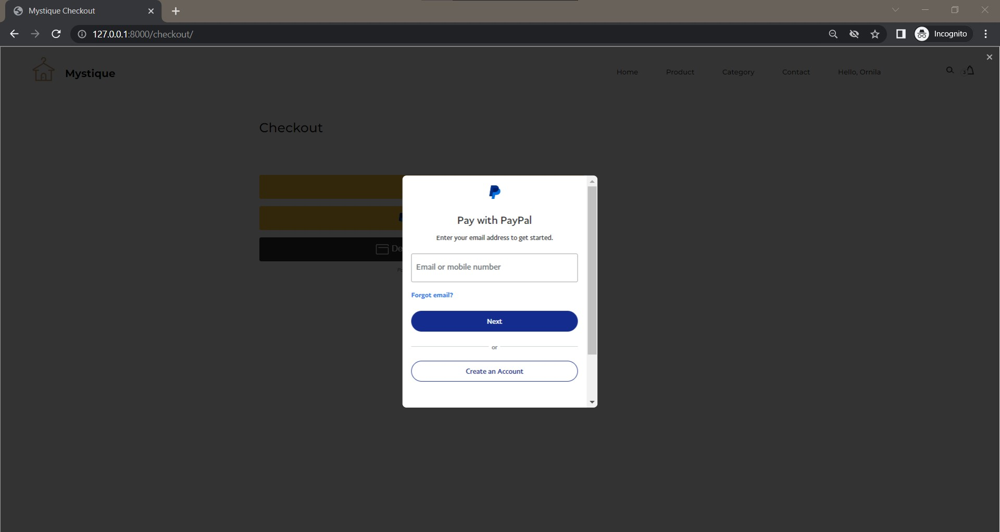 Mystique Checkout
127.0.0.1:8000/checkout/
Incognito
Mystique
Home
Product
Category
Contact
Hello, Ornila
3
Checkout
Pay with PayPal
Enter your email address to get started.
Email or mobile number
Forgot email?
Next
or
Create an Account